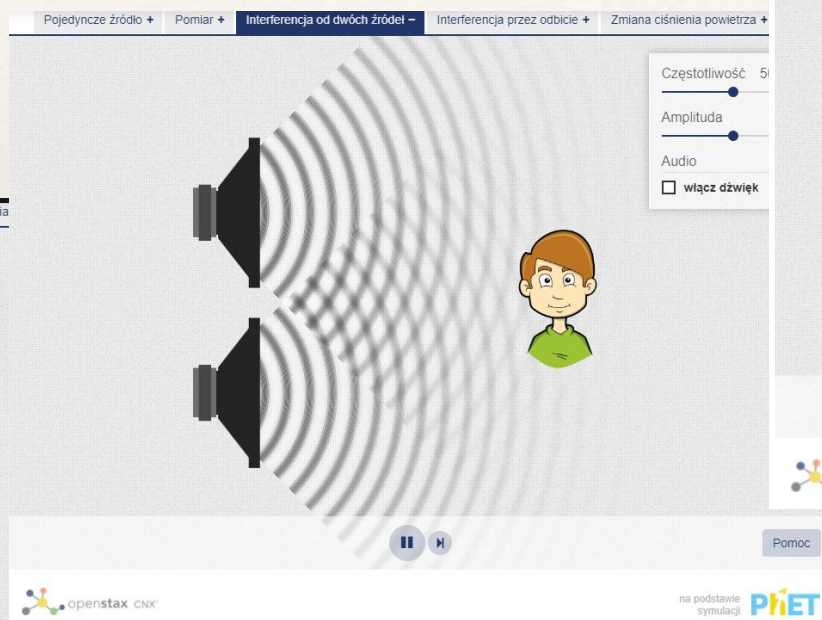 Pojedyncze źródło + Pomiar + Interferencja od dwóch źródeł – Interferencja przez odbicie + Zmiana ciśnienia powietrza +
Częstotliwość
Amplituda
Audio
włącz dźwięk
Pomoc
openstax CNX
na podstawie
symulacji
PhET